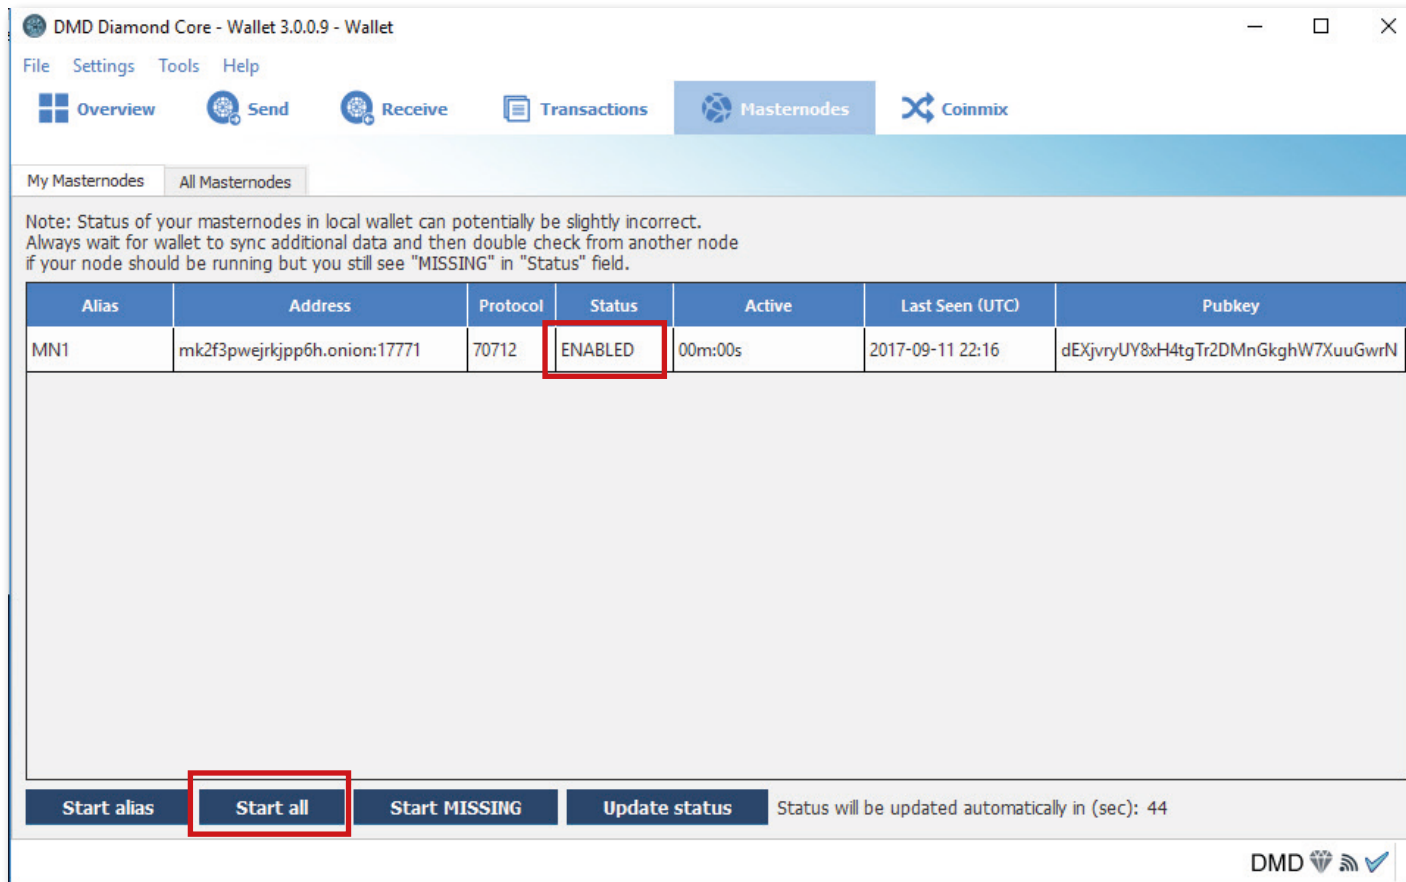 DMD Diamond Core - Wallet 3.0.0.9 - Wallet
File Settings Tools Help
Overview Send Receive Transactions Masternodes Coinmix
My Masternodes All Masternodes
Note: Status of your masternodes in local wallet can potentially be slightly incorrect.
Always wait for wallet to sync additional data and then double check from another node
if your node should be running but you still see "MISSING" in "Status" field.
Alias Address Protocol Status Active Last Seen (UTC) Pubkey
MN1 mk2f3pwejrkjpp6h.onion:17771 70712 ENABLED 00m:00s 2017-09-11 22:16 dEXjvryUY8xH4tgTr2DMnGkghW7XuuGwrN
Start alias Start all Start MISSING Update status Status will be updated automatically in (sec): 44
DMD